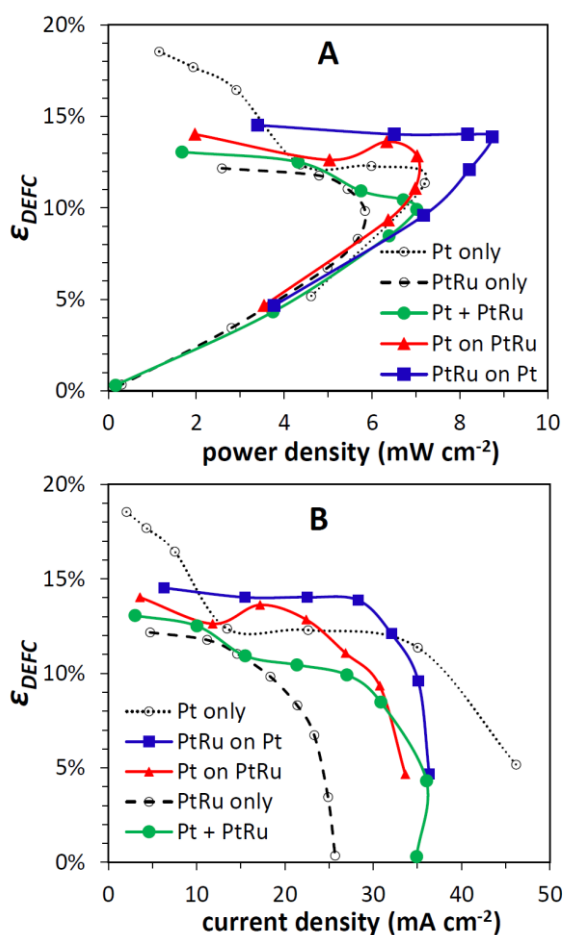 20%
A
15%
10%
5%
0%
ε_DEFC
Pt only
PtRu only
Pt + PtRu
Pt on PtRu
PtRu on Pt
0 2 4 6 8 10
power density (mW cm⁻²)
20%
B
15%
10%
5%
0%
ε_DEFC
Pt only
PtRu on Pt
Pt on PtRu
PtRu only
Pt + PtRu
0 10 20 30 40 50
current density (mA cm⁻²)